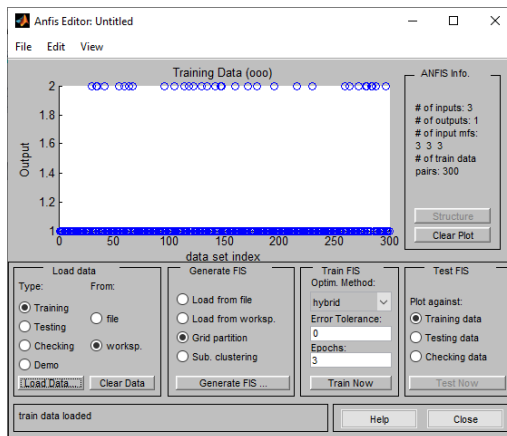 Anfis Editor: Untitled
File Edit View
Training Data (ooo)
2
1.8
1.6
1.4
1.2
1
Output
0 50 100 150 200 250 300
data set index
ANFIS Info.
# of inputs: 3
# of outputs: 1
# of input mfs:
3 3 3
# of train data
pairs: 300
Structure
Clear Plot
Load data
Type: From:
Training
Testing
Checking
Demo
file
worksp.
Load Data... Clear Data
Generate FIS
Load from file
Load from worksp.
Grid partition
Sub. clustering
Generate FIS ...
Train FIS
Optim. Method:
hybrid
Error Tolerance:
0
Epochs:
3
Train Now
Test FIS
Plot against:
Training data
Testing data
Checking data
Test Now
train data loaded
Help Close